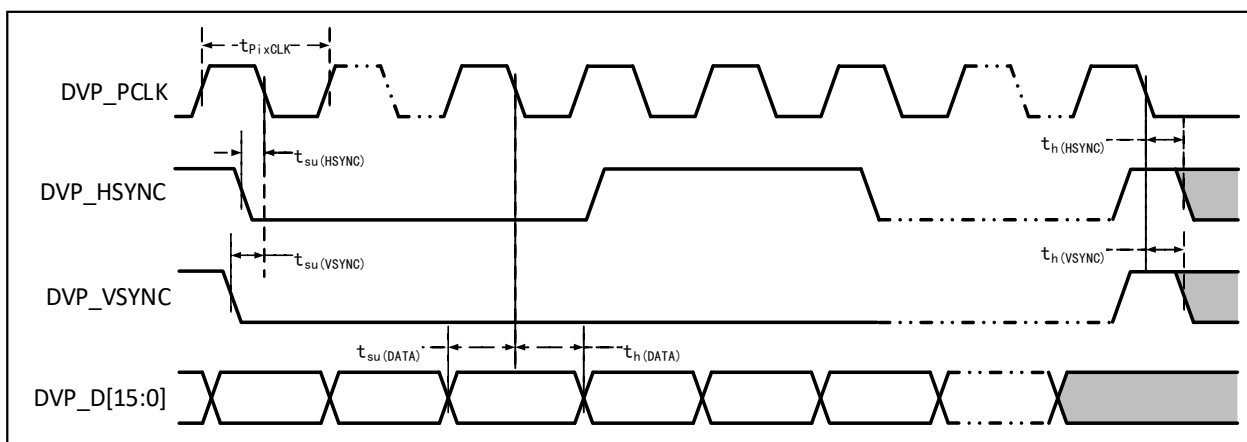 tPixCLK
DVP_PCLK
tsu(HSYNC)
th(HSYNC)
DVP_HSYNC
tsu(VSYNC)
th(VSYNC)
DVP_VSYNC
tsu(DATA)
th(DATA)
DVP_D[15:0]